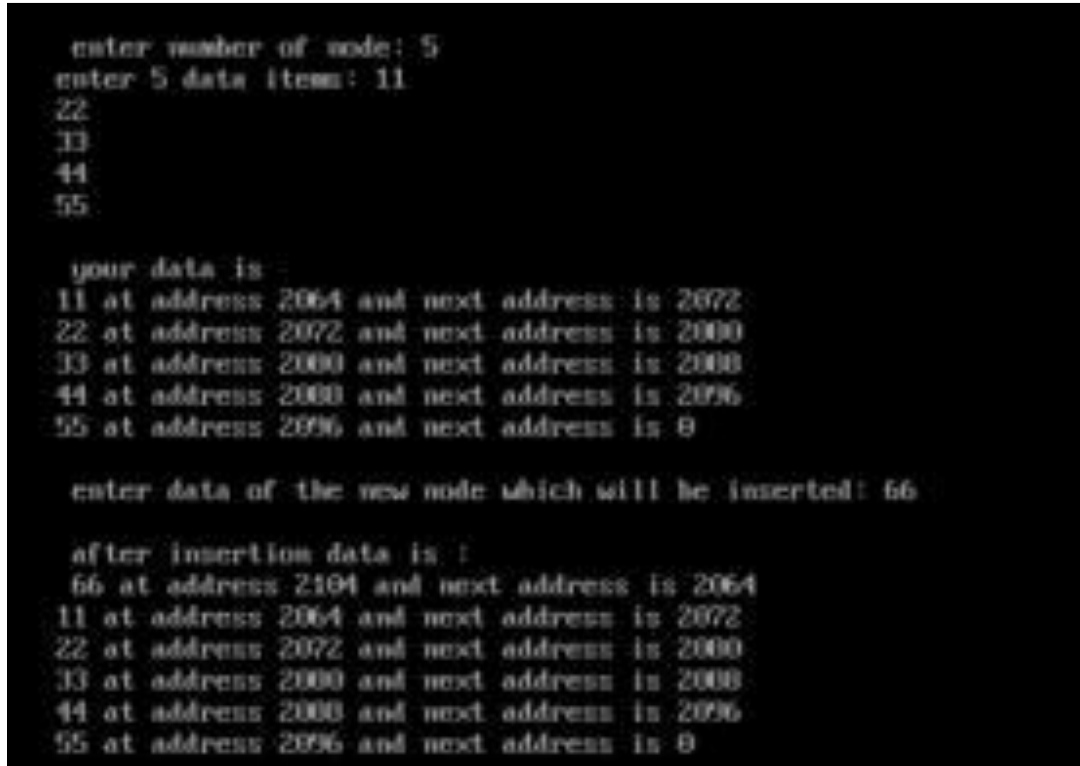 enter number of node: 5
enter 5 data items: 11
22
33
44
55
your data is
11 at address 2064 and next address is 2072
22 at address 2072 and next address is 2080
33 at address 2080 and next address is 2088
44 at address 2088 and next address is 2096
55 at address 2096 and next address is 0
enter data of the new node which will be inserted: 66
after insertion data is :
66 at address 2104 and next address is 2064
11 at address 2064 and next address is 2072
22 at address 2072 and next address is 2080
33 at address 2080 and next address is 2088
44 at address 2088 and next address is 2096
55 at address 2096 and next address is 0